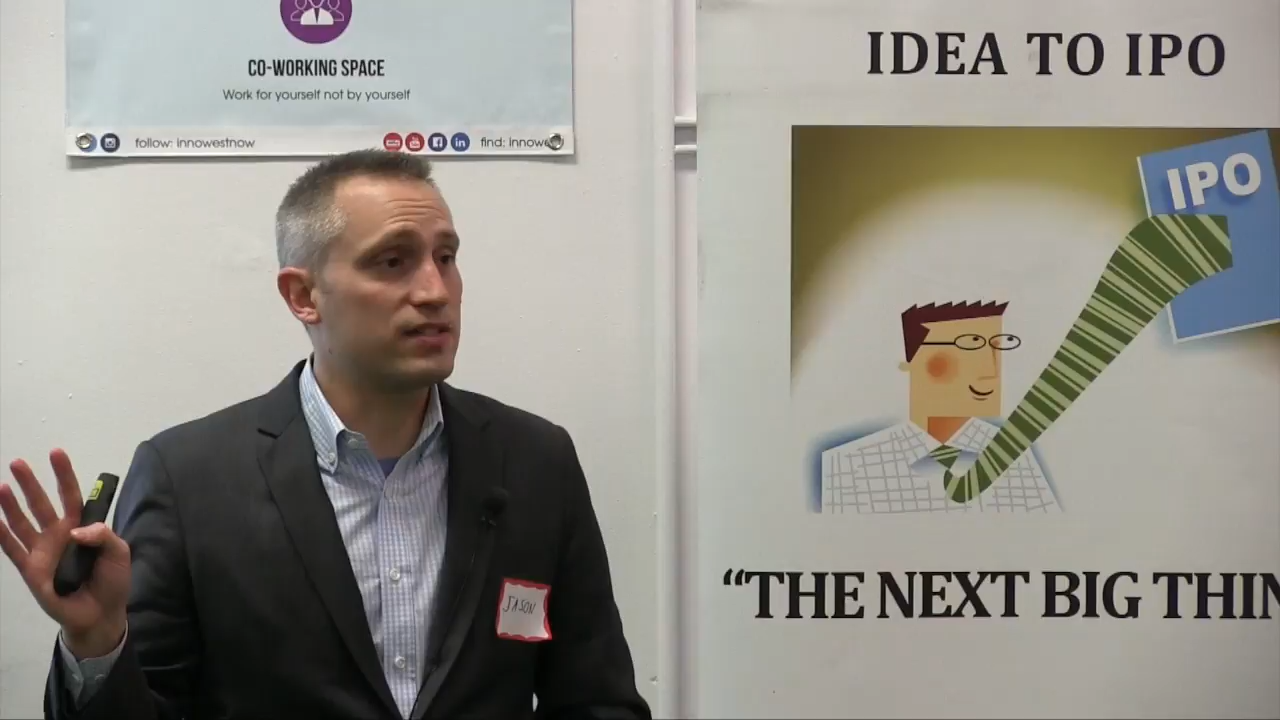 CO-WORKING SPACE
Work for yourself not by yourself
follow: innowestnow
find: innowe
IDEA TO IPO
IPO
JASON
“THE NEXT BIG THIN